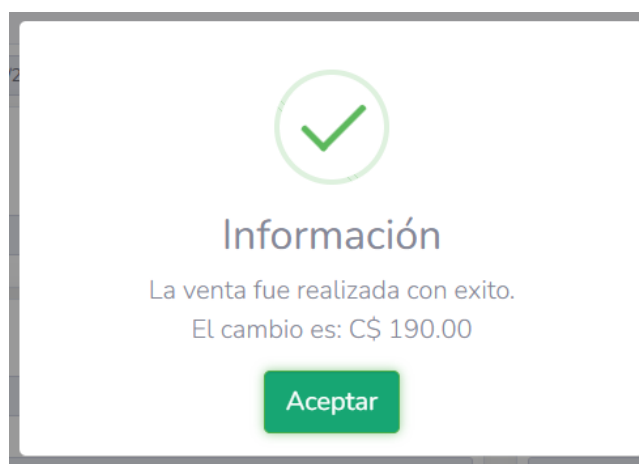 Información
La venta fue realizada con exito.
El cambio es: C$ 190.00
Aceptar